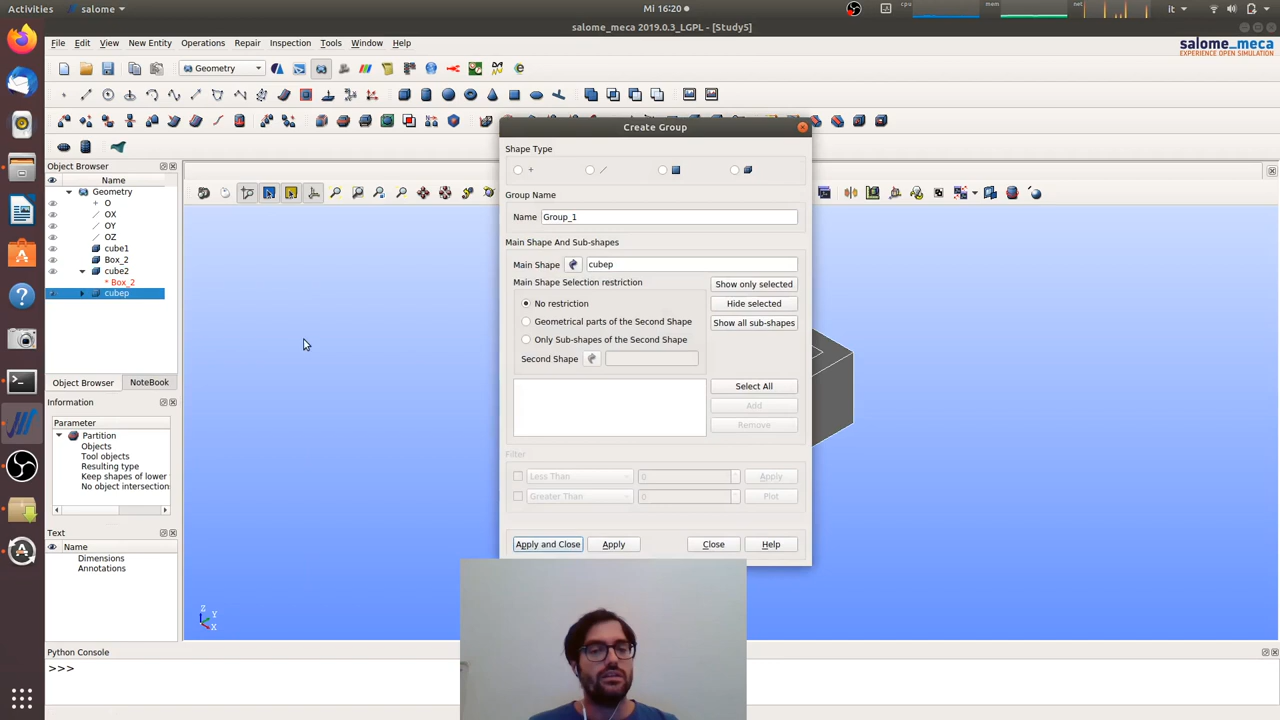 Activities
salome
Mi 16:20
cpu
mem
net
it
salome_meca 2019.0.3_LGPL - [Study5]
File Edit View New Entity Operations Repair Inspection Tools Window Help
salome_meca
EXPERIENCE OPEN SIMULATION
Geometry
Object Browser
Name
Geometry
O
OX
OY
OZ
cube1
Box_2
cube2
* Box_2
cubep
Object Browser NoteBook
Information
Parameter
Partition
Objects
Tool objects
Resulting type
Keep shapes of lower
No object intersection
Text
Name
Dimensions
Annotations
Z
Y
X
Create Group
Shape Type
Group Name
Name Group_1
Main Shape And Sub-shapes
Main Shape cubep
Main Shape Selection restriction
No restriction
Geometrical parts of the Second Shape
Only Sub-shapes of the Second Shape
Second Shape
Show only selected
Hide selected
Show all sub-shapes
Select All
Add
Remove
Filter
Less Than 0 Apply
Greater Than 0 Plot
Apply and Close Apply Close Help
Python Console
>>>